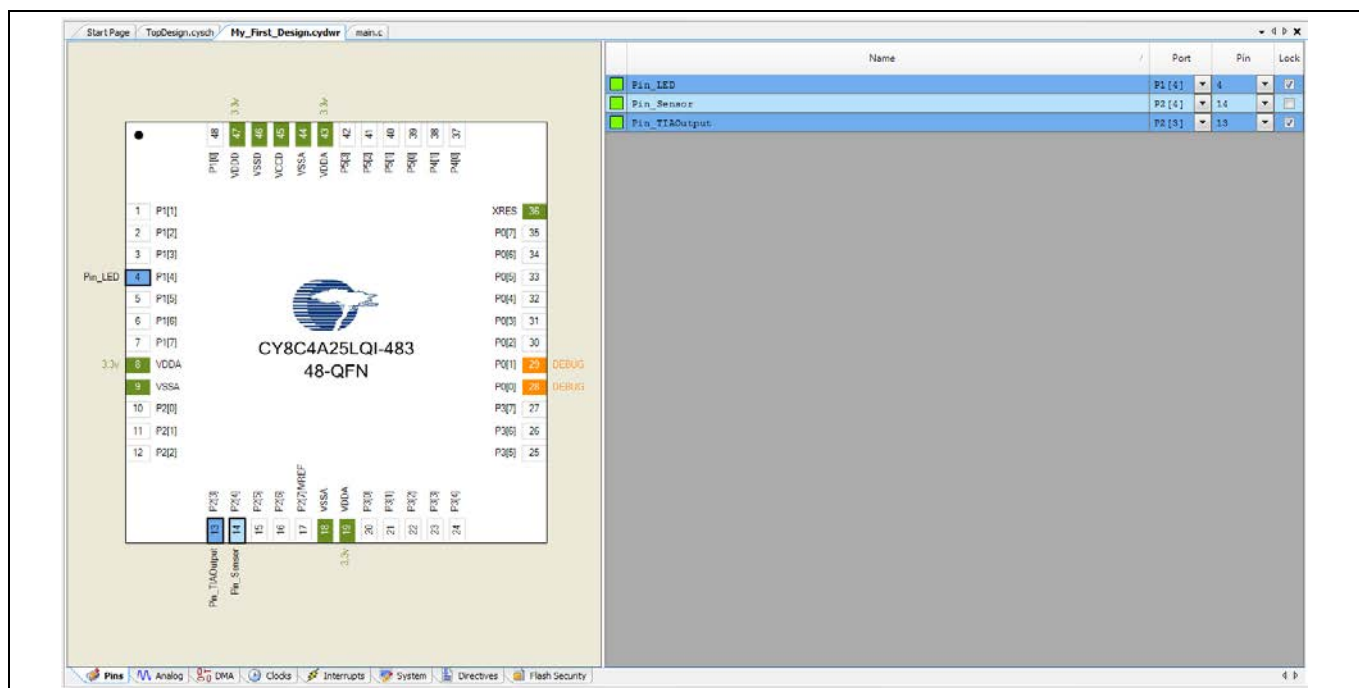 Start Page TopDesign.cysch My_First_Design.cydwr main.c
Name / Port Pin Lock
Pin_LED P1[4] 4
Pin_Sensor P2[4] 14
Pin_TIAOutput P2[3] 13
3.3v 3.3v
48 47 46 45 44 43 42 41 40 39 38 37
P1[0] VDDD VSSD VCCD VSSA VDDA P5[3] P5[2] P5[1] P5[0] P4[1] P4[0]
1 P1[1] XRES 36
2 P1[2] P0[7] 35
3 P1[3] P0[6] 34
Pin_LED 4 P1[4] P0[5] 33
5 P1[5] P0[4] 32
6 P1[6] P0[3] 31
7 P1[7] P0[2] 30
CY8C4A25LQI-483
3.3v 8 VDDA P0[1] 29 DEBUG
48-QFN
9 VSSA P0[0] 28 DEBUG
10 P2[0] P3[7] 27
11 P2[1] P3[6] 26
12 P2[2] P3[5] 25
P2[3] P2[4] P2[5] P2[6] P2[7]VREF VSSA VDDA P3[0] P3[1] P3[2] P3[3] P3[4]
13 14 15 16 17 18 19 20 21 22 23 24
Pin_TIAOutput Pin_Sensor 3.3v
Pins Analog DMA Clocks Interrupts System Directives Flash Security